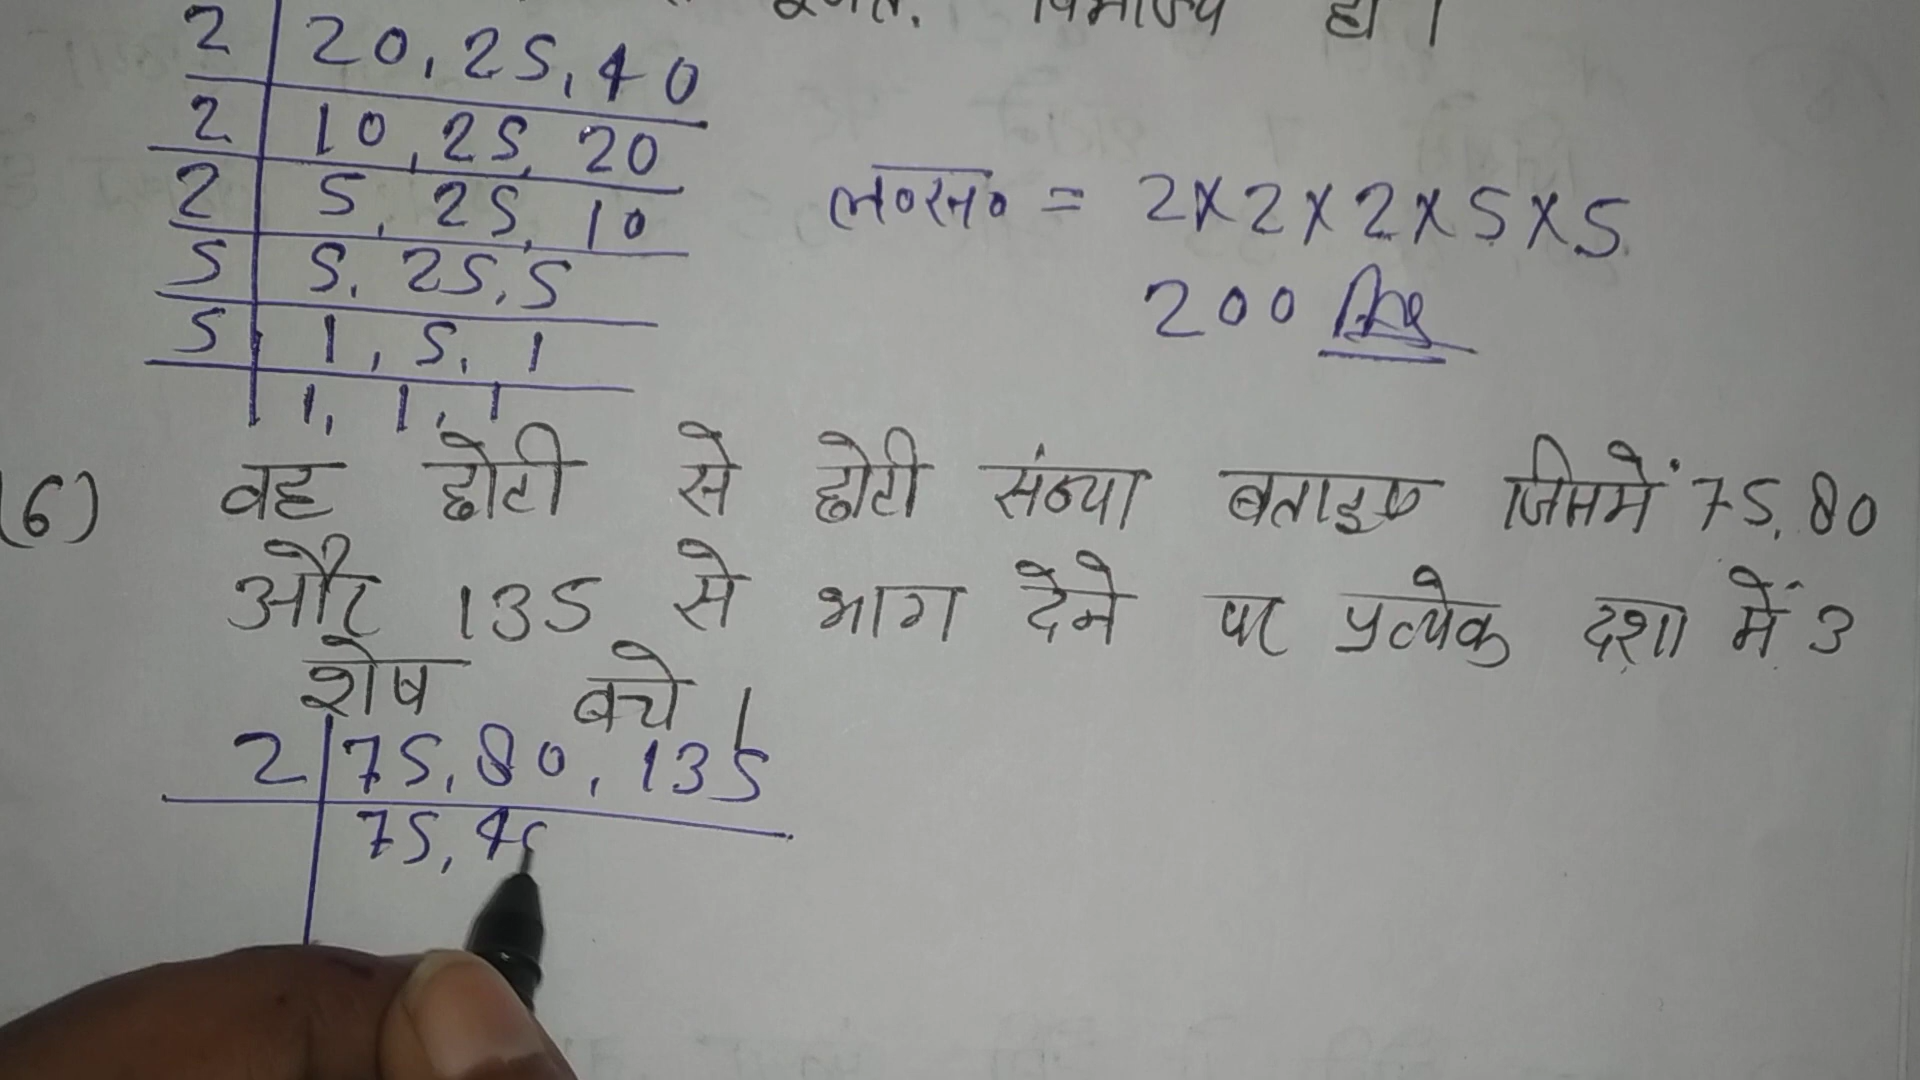 विभाज्य हो।
2 | 20, 25, 40
2 | 10, 25, 20
2 | 5, 25, 10
5 | 5, 25, 5
5 | 1, 5, 1
1, 1, 1
ल०स० = 2×2×2×5×5
200 Ans
(6) वह छोटी से छोटी संख्या बताइए जिसमें 75, 80
और 135 से भाग देने पर प्रत्येक दशा में 3
शेष बचे।
2 | 75, 80, 135
75, 40